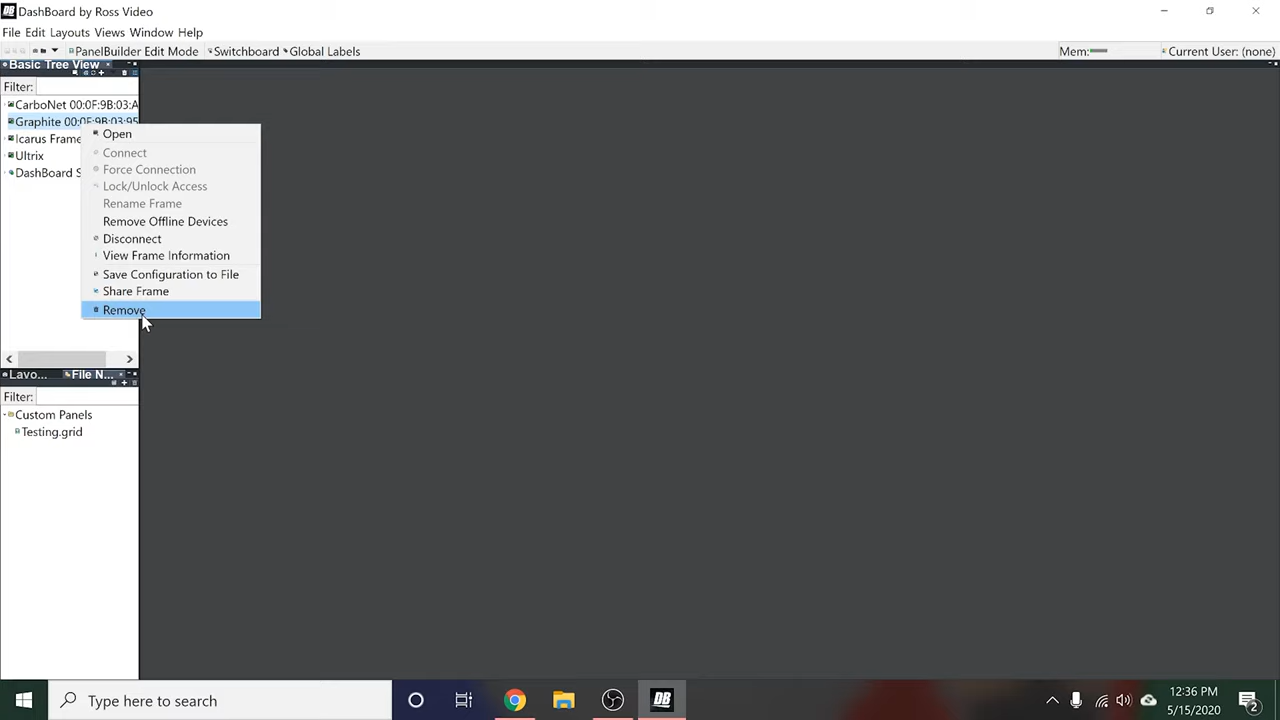 DashBoard by Ross Video
File Edit Layouts Views Window Help
PanelBuilder Edit Mode Switchboard Global Labels Mem: Current User: (none)
Basic Tree View
Filter:
CarboNet 00:0F:9B:03:A
Graphite 00:0F:9B:03:95
Icarus Frame
Ultrix
DashBoard S
Open
Connect
Force Connection
Lock/Unlock Access
Rename Frame
Remove Offline Devices
Disconnect
View Frame Information
Save Configuration to File
Share Frame
Remove
Lavo... File N...
Filter:
Custom Panels
Testing.grid
Type here to search
DB
12:36 PM
5/15/2020
2